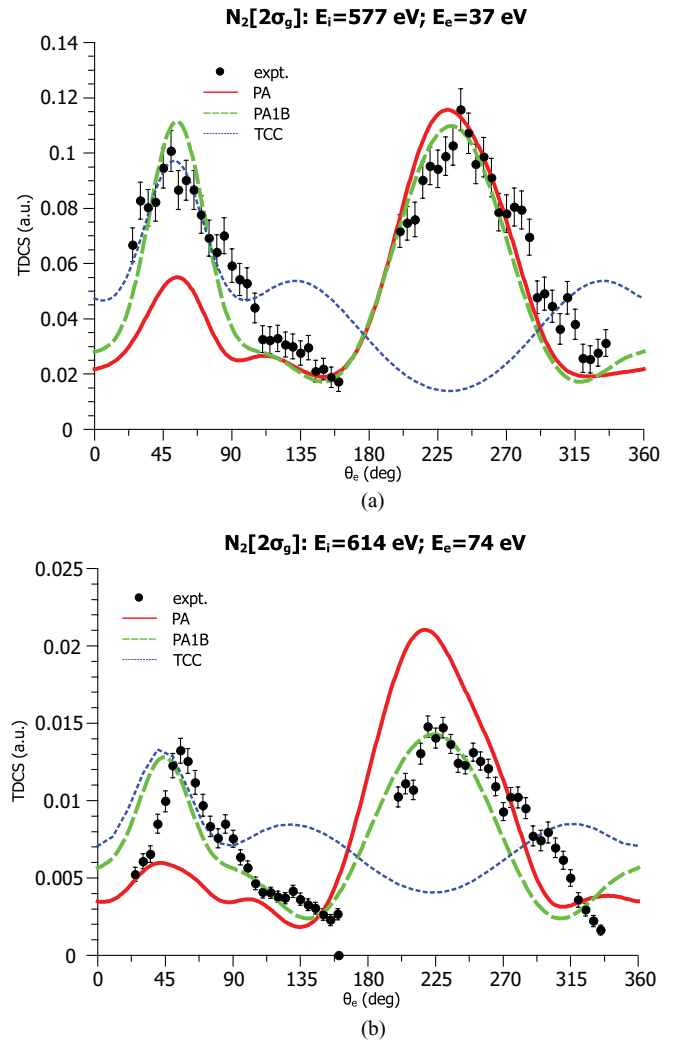 N₂[2σg]: Eᵢ=577 eV; Eₑ=37 eV
0.14
0.12
0.1
0.08
0.06
0.04
0.02
0
TDCS (a.u.)
expt.
PA
PA1B
TCC
0 45 90 135 180 225 270 315 360
θₑ (deg)
(a)
N₂[2σg]: Eᵢ=614 eV; Eₑ=74 eV
0.025
0.02
0.015
0.01
0.005
0
TDCS (a.u.)
expt.
PA
PA1B
TCC
0 45 90 135 180 225 270 315 360
θₑ (deg)
(b)